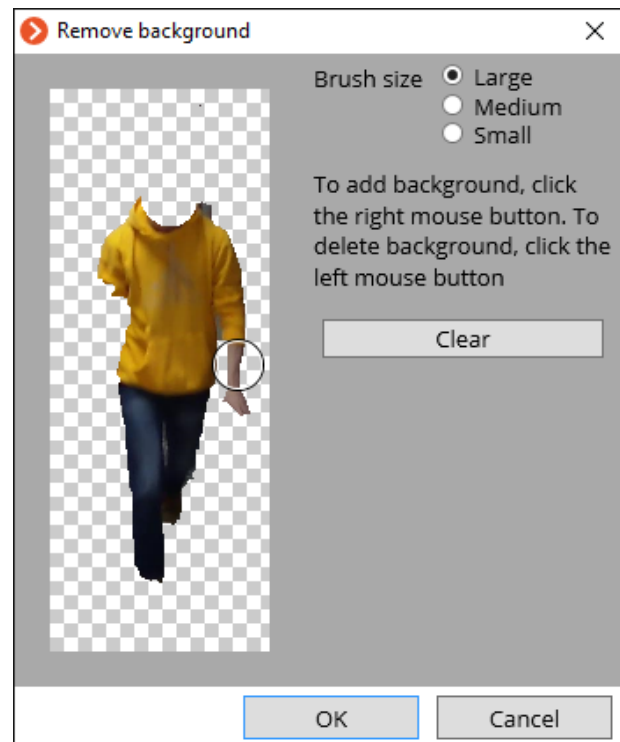 Remove background
Brush size
Large
Medium
Small
To add background, click
the right mouse button. To
delete background, click the
left mouse button
Clear
OK
Cancel